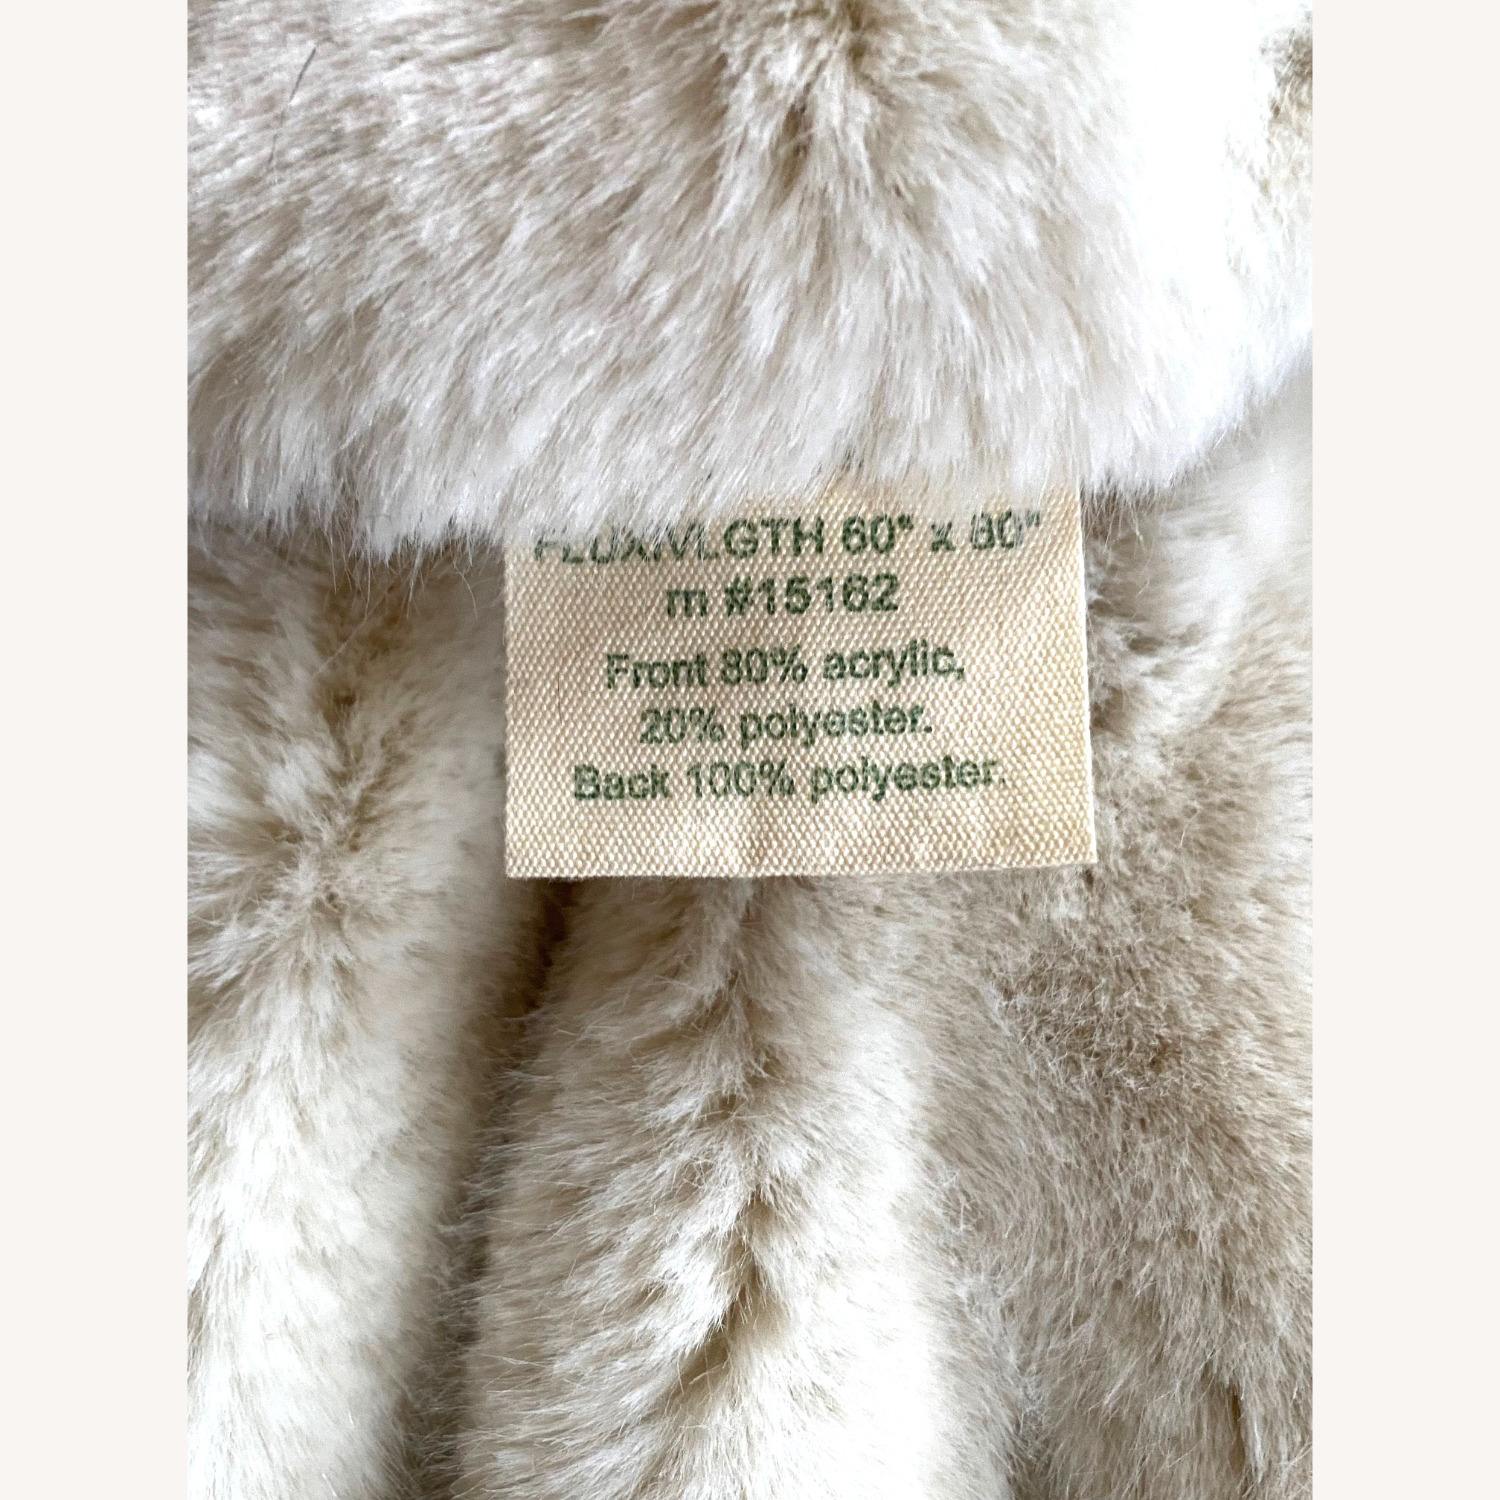 60" x 80"
m #15162
Front 80% acrylic,
20% polyester.
Back 100% polyester.